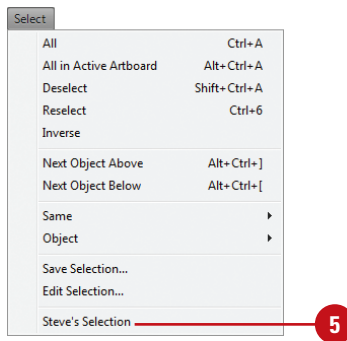 Select
All Ctrl+A
All in Active Artboard Alt+Ctrl+A
Deselect Shift+Ctrl+A
Reselect Ctrl+6
Inverse
Next Object Above Alt+Ctrl+]
Next Object Below Alt+Ctrl+[
Same
Object
Save Selection...
Edit Selection...
Steve's Selection 5